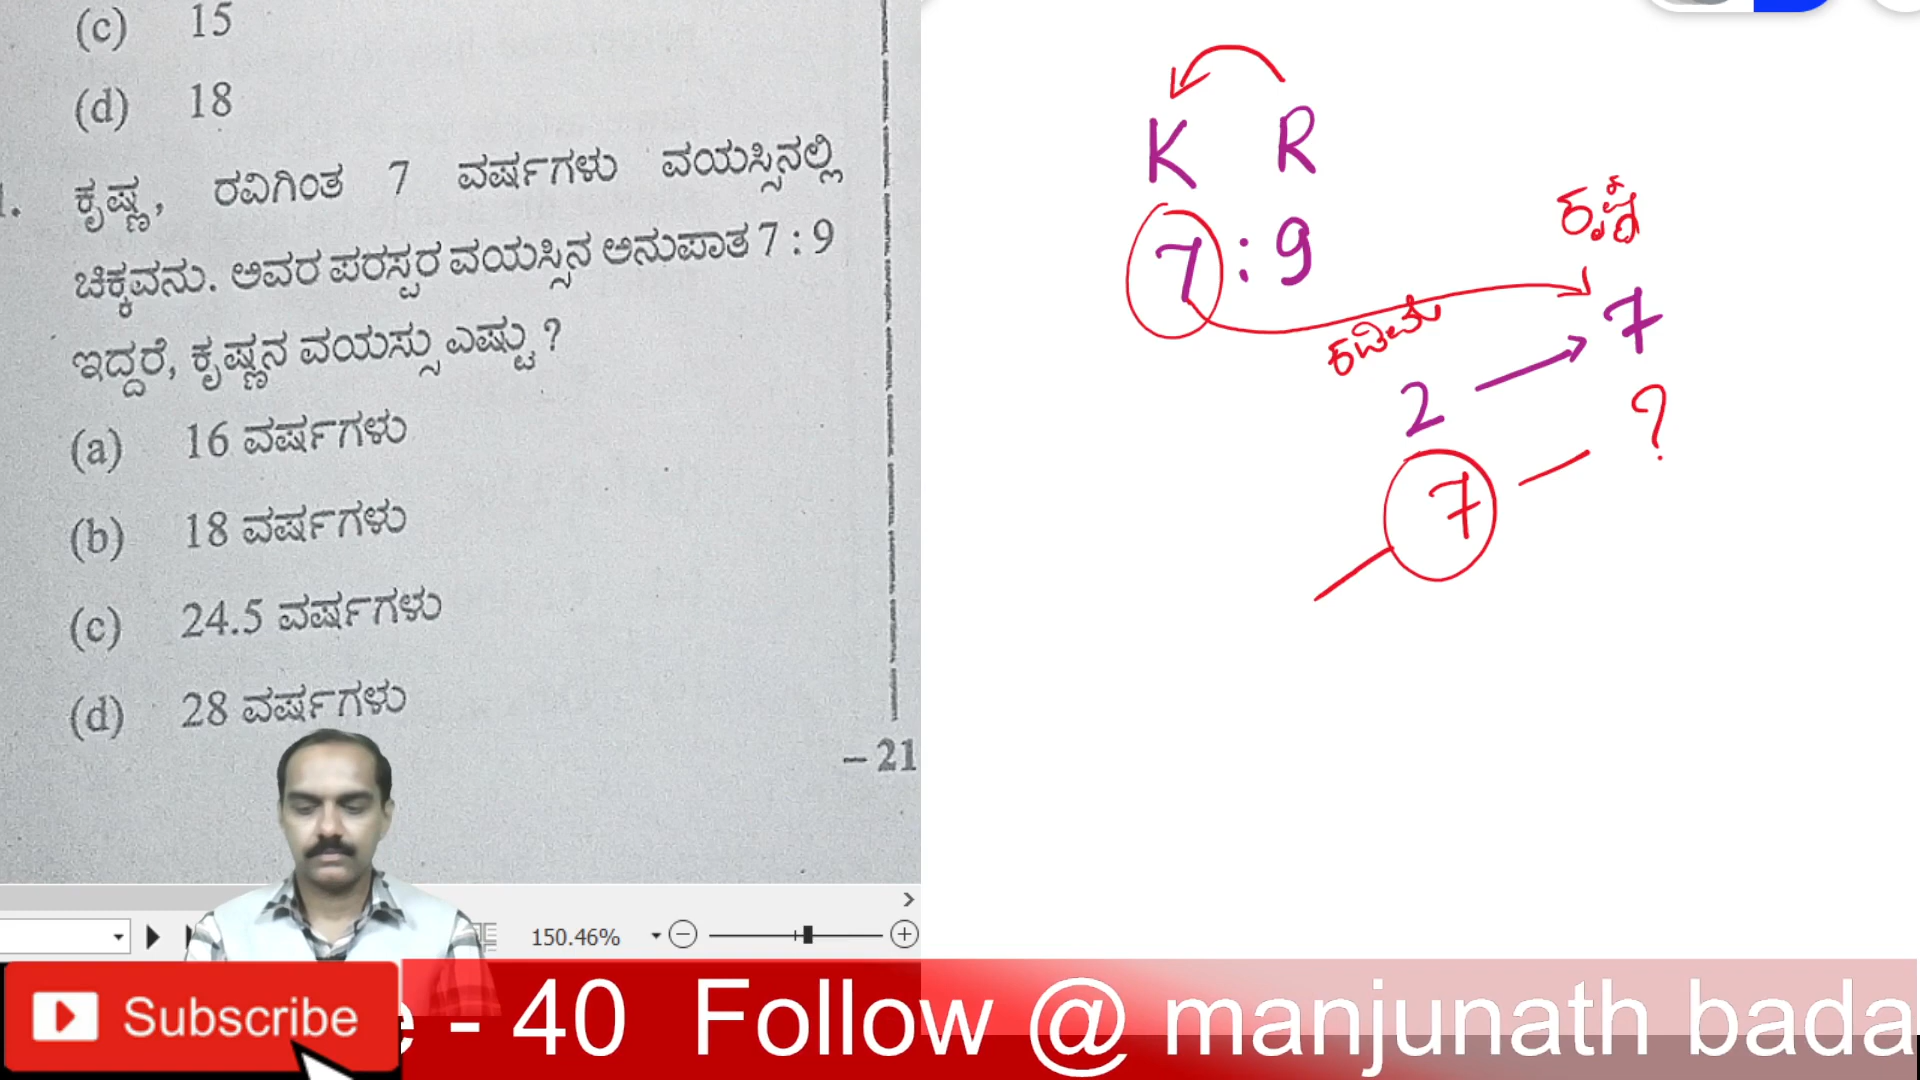 (c) 15
(d) 18
1. ಕೃಷ್ಣ, ರವಿಗಿಂತ 7 ವರ್ಷಗಳು ವಯಸ್ಸಿನಲ್ಲಿ
ಚಿಕ್ಕವನು. ಅವರ ಪರಸ್ಪರ ವಯಸ್ಸಿನ ಅನುಪಾತ 7 : 9
ಇದ್ದರೆ, ಕೃಷ್ಣನ ವಯಸ್ಸು ಎಷ್ಟು ?
(a) 16 ವರ್ಷಗಳು
(b) 18 ವರ್ಷಗಳು
(c) 24.5 ವರ್ಷಗಳು
(d) 28 ವರ್ಷಗಳು
– 21
K R
7 : 9
ಕೃಷ್ಣ
ಕಡಿಮೆ
7
2
?
7
150.46%
Subscribe
e - 40 Follow @ manjunath bada